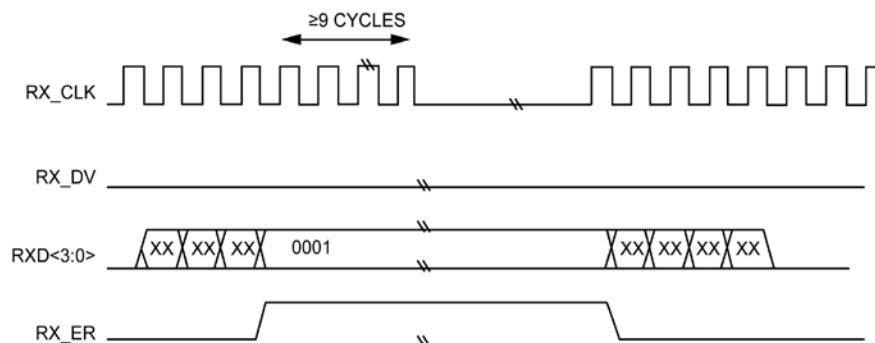 ≥9 CYCLES
RX_CLK
RX_DV
RXD<3:0> XX XX XX 0001 XX XX XX XX
RX_ER